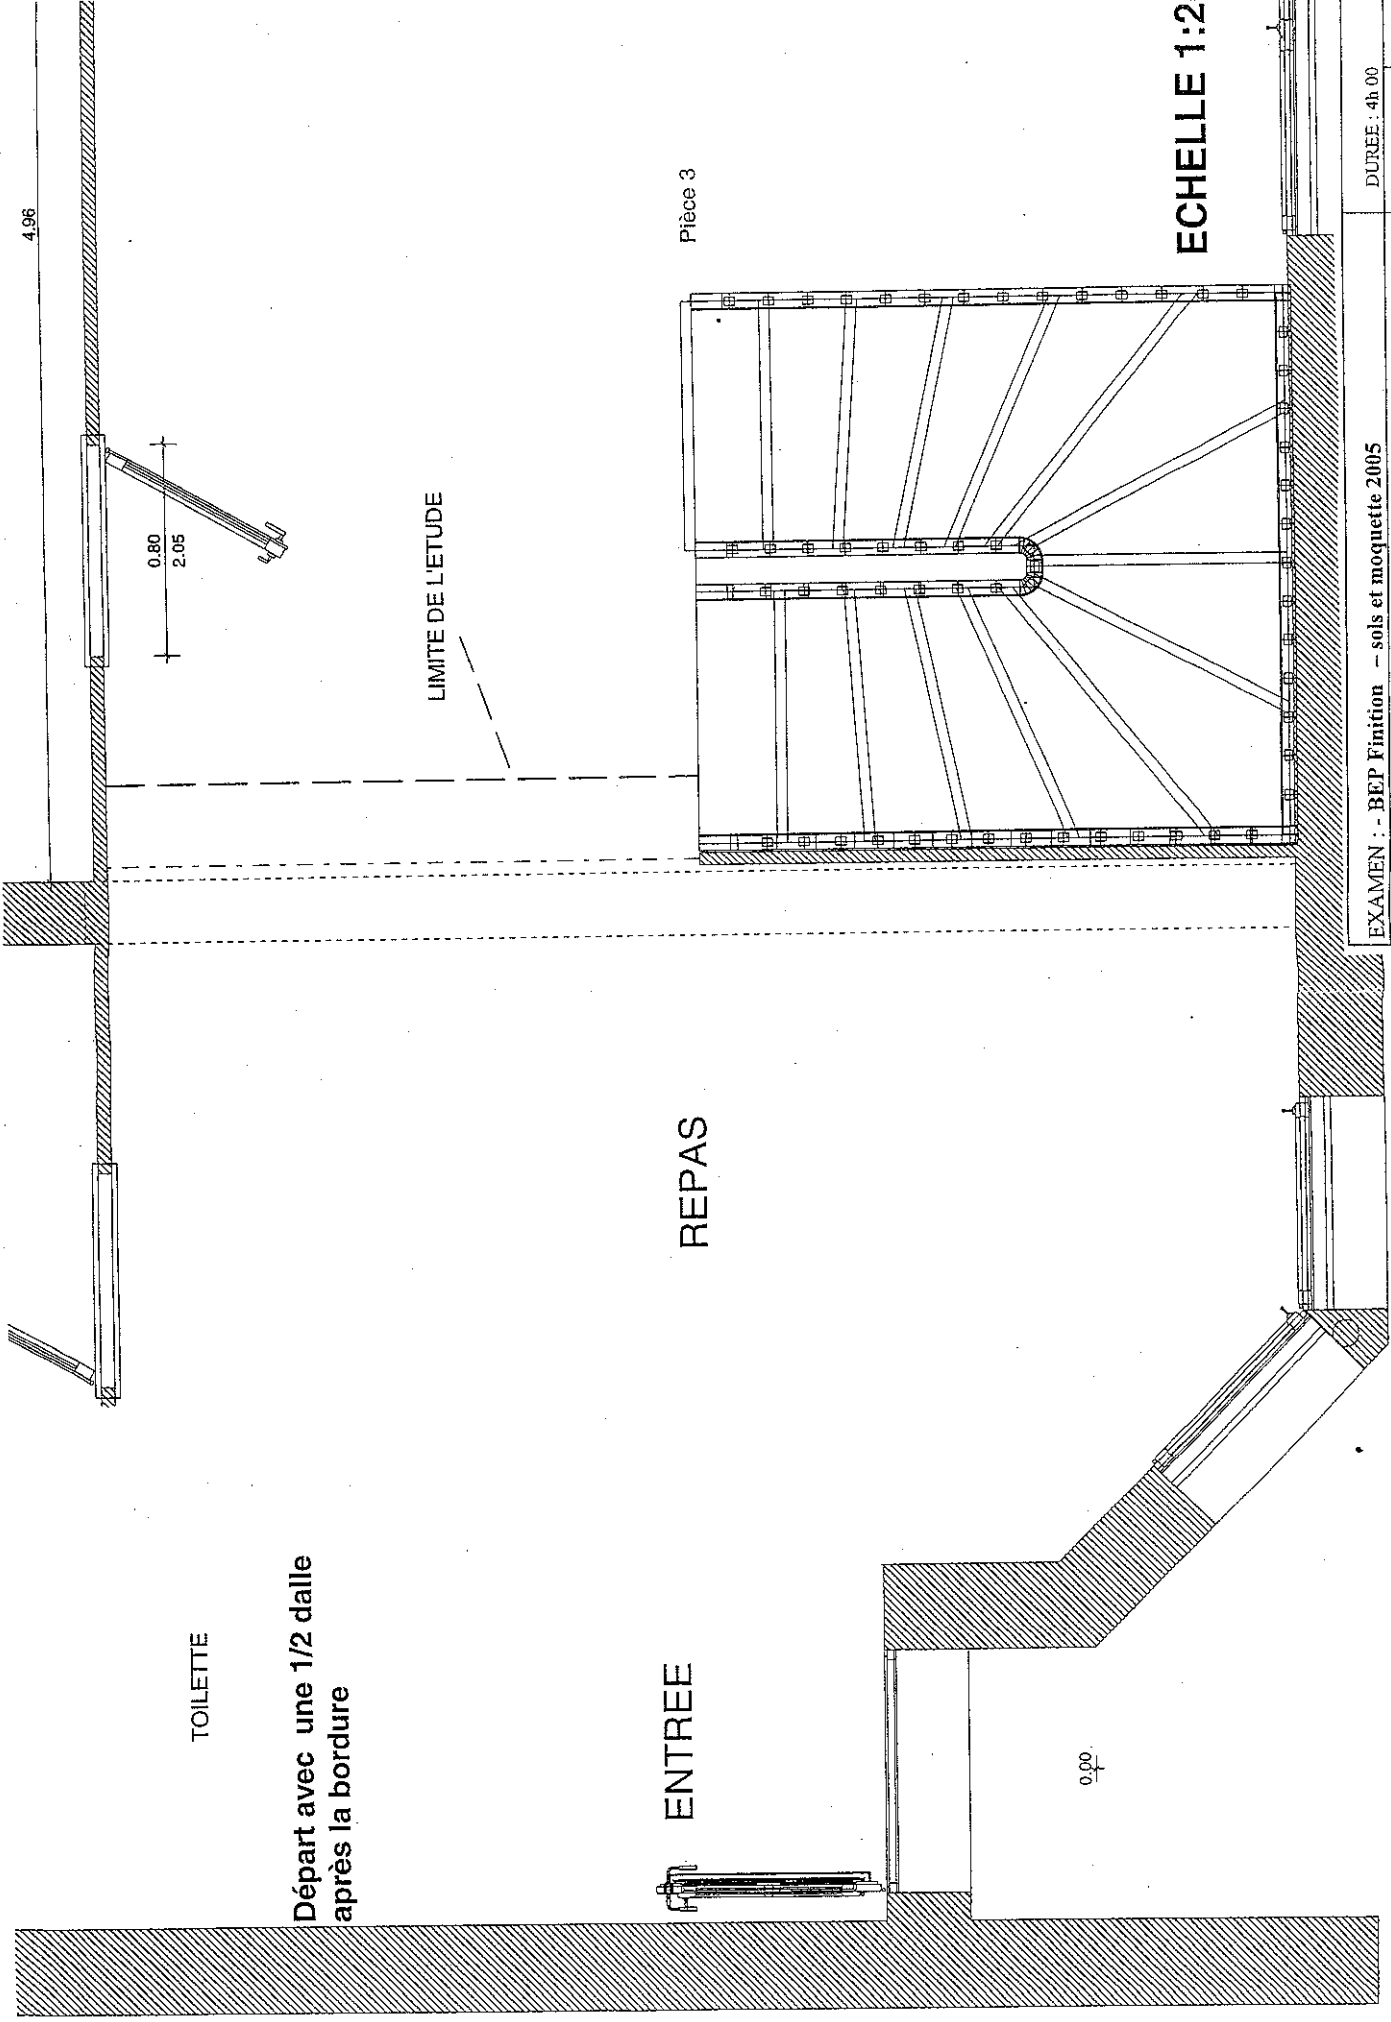 4.96
0.80
2.05
LIMITE DE L'ETUDE
Pièce 3
ECHELLE 1:2
TOILETTE
Départ avec une 1/2 dalle
après la bordure
ENTREE
REPAS
0.00
EXAMEN : - BEP Finition – sols et moquette 2005
DUREE : 4h 00